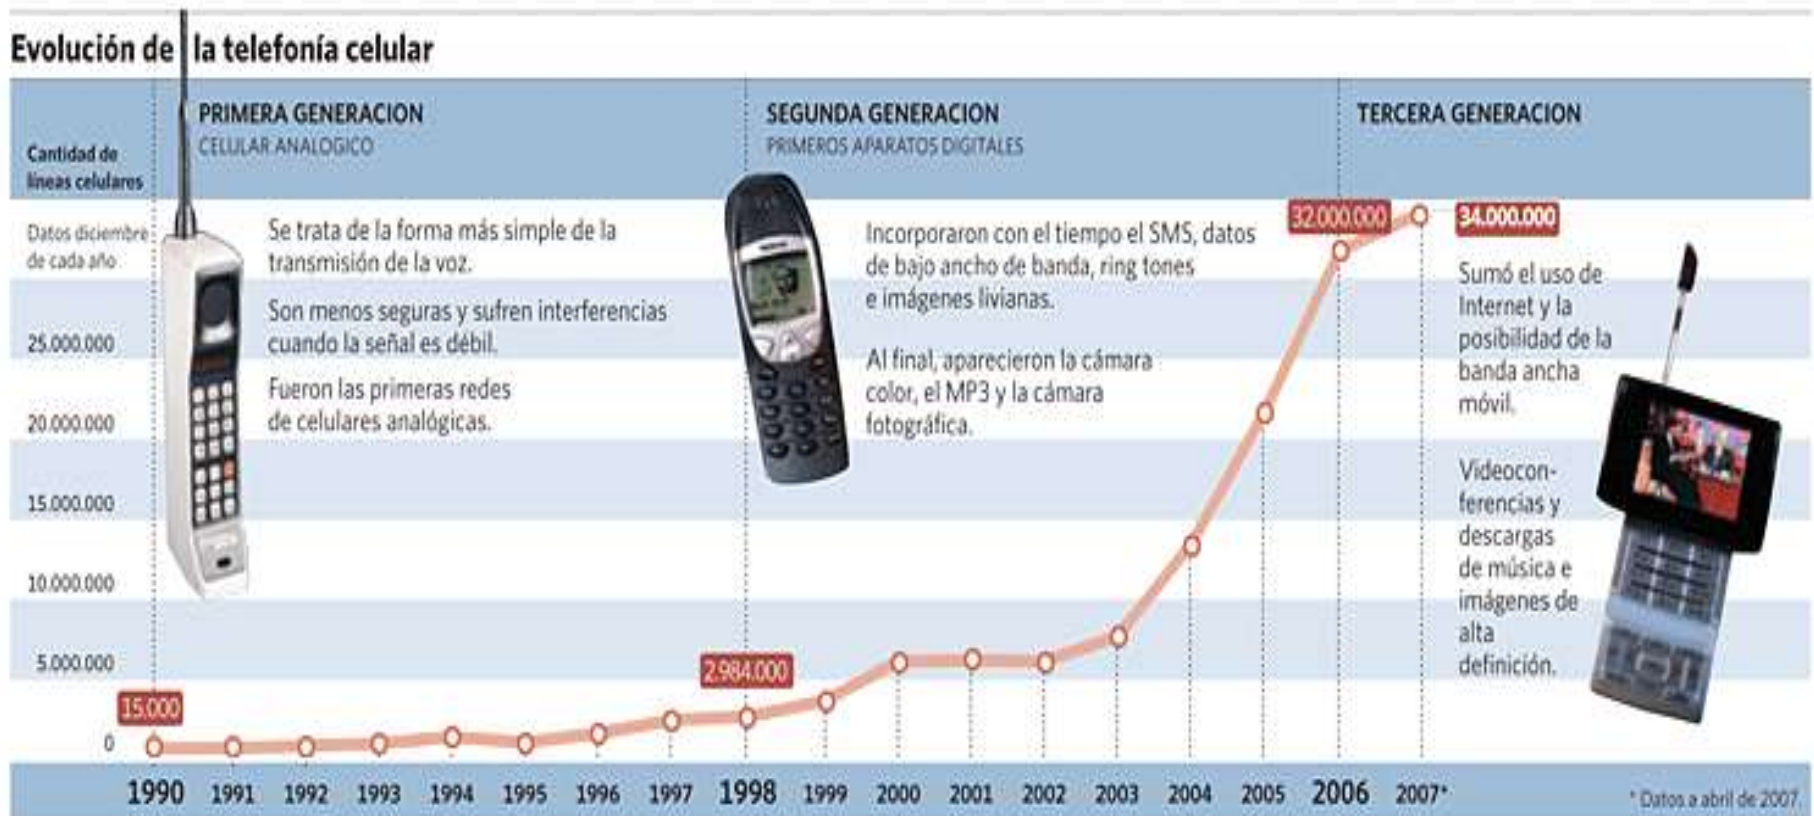 Evolución de la telefonía celular
Cantidad de
líneas celulares
Datos diciembre
de cada año
PRIMERA GENERACION
CELULAR ANALOGICO
Se trata de la forma más simple de la
transmisión de la voz.
Son menos seguras y sufren interferencias
cuando la señal es débil.
Fueron las primeras redes
de celulares analógicas.
SEGUNDA GENERACION
PRIMEROS APARATOS DIGITALES
Incorporaron con el tiempo el SMS, datos
de bajo ancho de banda, ring tones
e imágenes livianas.
Al final, aparecieron la cámara
color, el MP3 y la cámara
fotográfica.
TERCERA GENERACION
Sumó el uso de
Internet y la
posibilidad de la
banda ancha
móvil.
Videocon-
ferencias y
descargas
de música e
imágenes de
alta
definición.
25.000.000
20.000.000
15.000.000
10.000.000
5.000.000
0
15.000
2.984.000
32.000.000
34.000.000
1990 1991 1992 1993 1994 1995 1996 1997 1998 1999 2000 2001 2002 2003 2004 2005 2006 2007*
* Datos a abril de 2007.